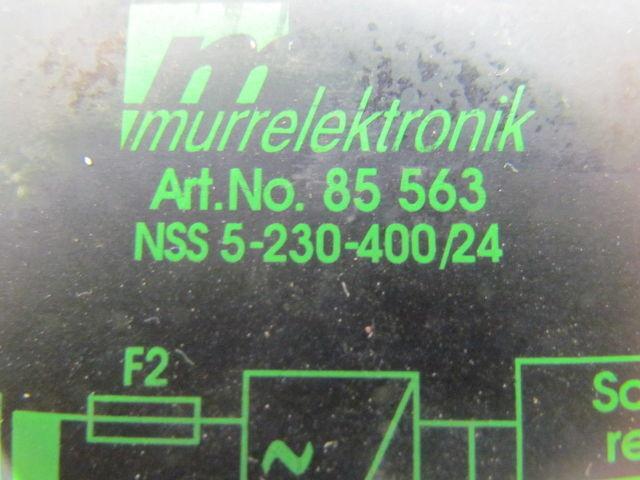 murrelektronik
Art.No. 85 563
NSS 5-230-400/24
F2
~